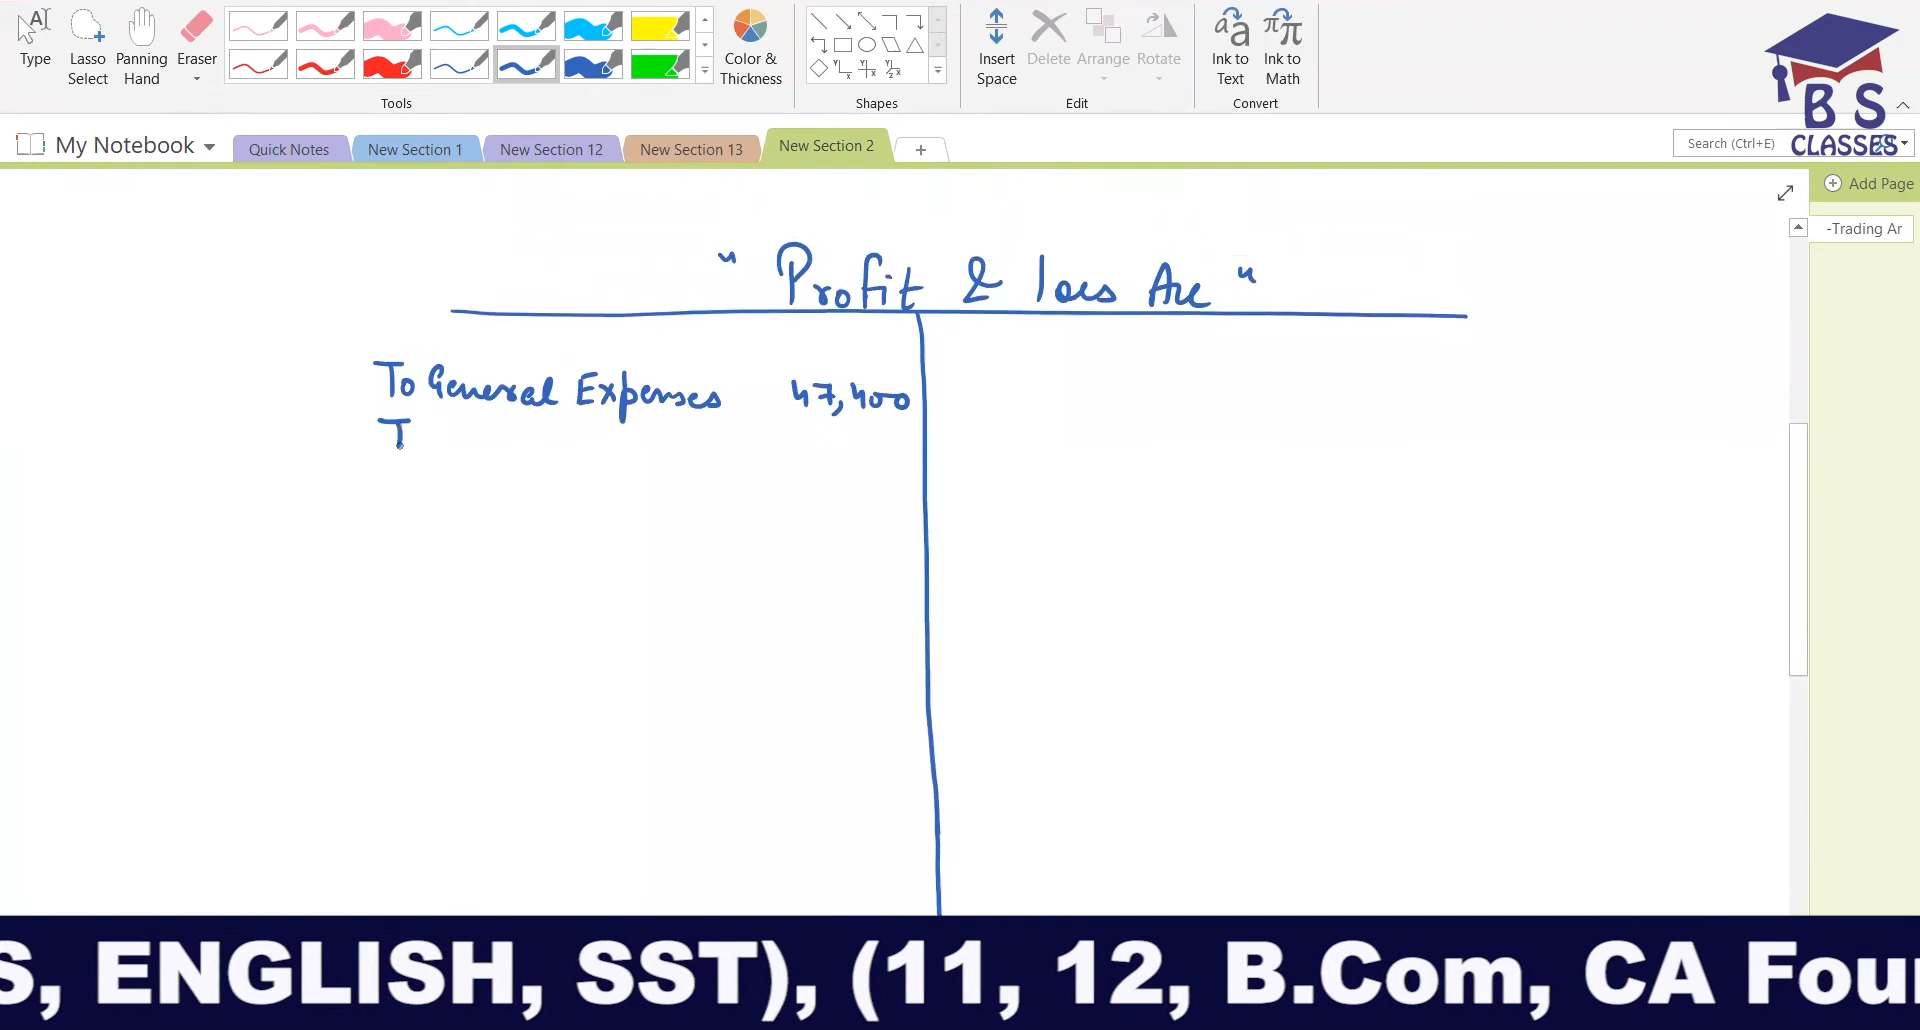 Type
Lasso Select
Panning Hand
Eraser
Color & Thickness
Insert Space
Delete
Arrange
Rotate
Ink to Text
Ink to Math
Tools
Shapes
Edit
Convert
B S
CLASSES
My Notebook
Quick Notes
New Section 1
New Section 12
New Section 13
New Section 2
+
Search (Ctrl+E)
Add Page
-Trading Ar
" Profit & loss A/c "
To General Expenses 47,400
T
S, ENGLISH, SST), (11, 12, B.Com, CA Foun